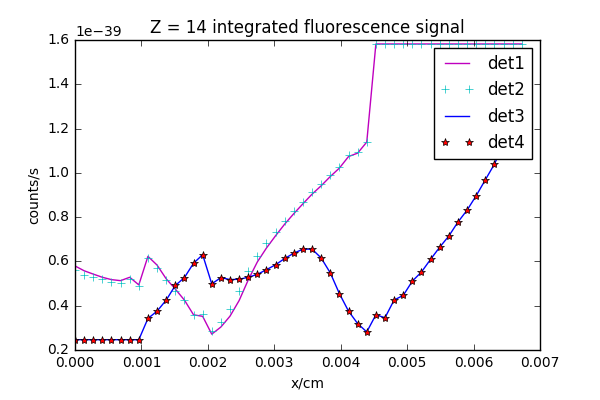 Z = 14 integrated fluorescence signal
1e−39
1.6
1.4
1.2
1.0
0.8
0.6
0.4
0.2
counts/s
det1
det2
det3
det4
0.000 0.001 0.002 0.003 0.004 0.005 0.006 0.007
x/cm